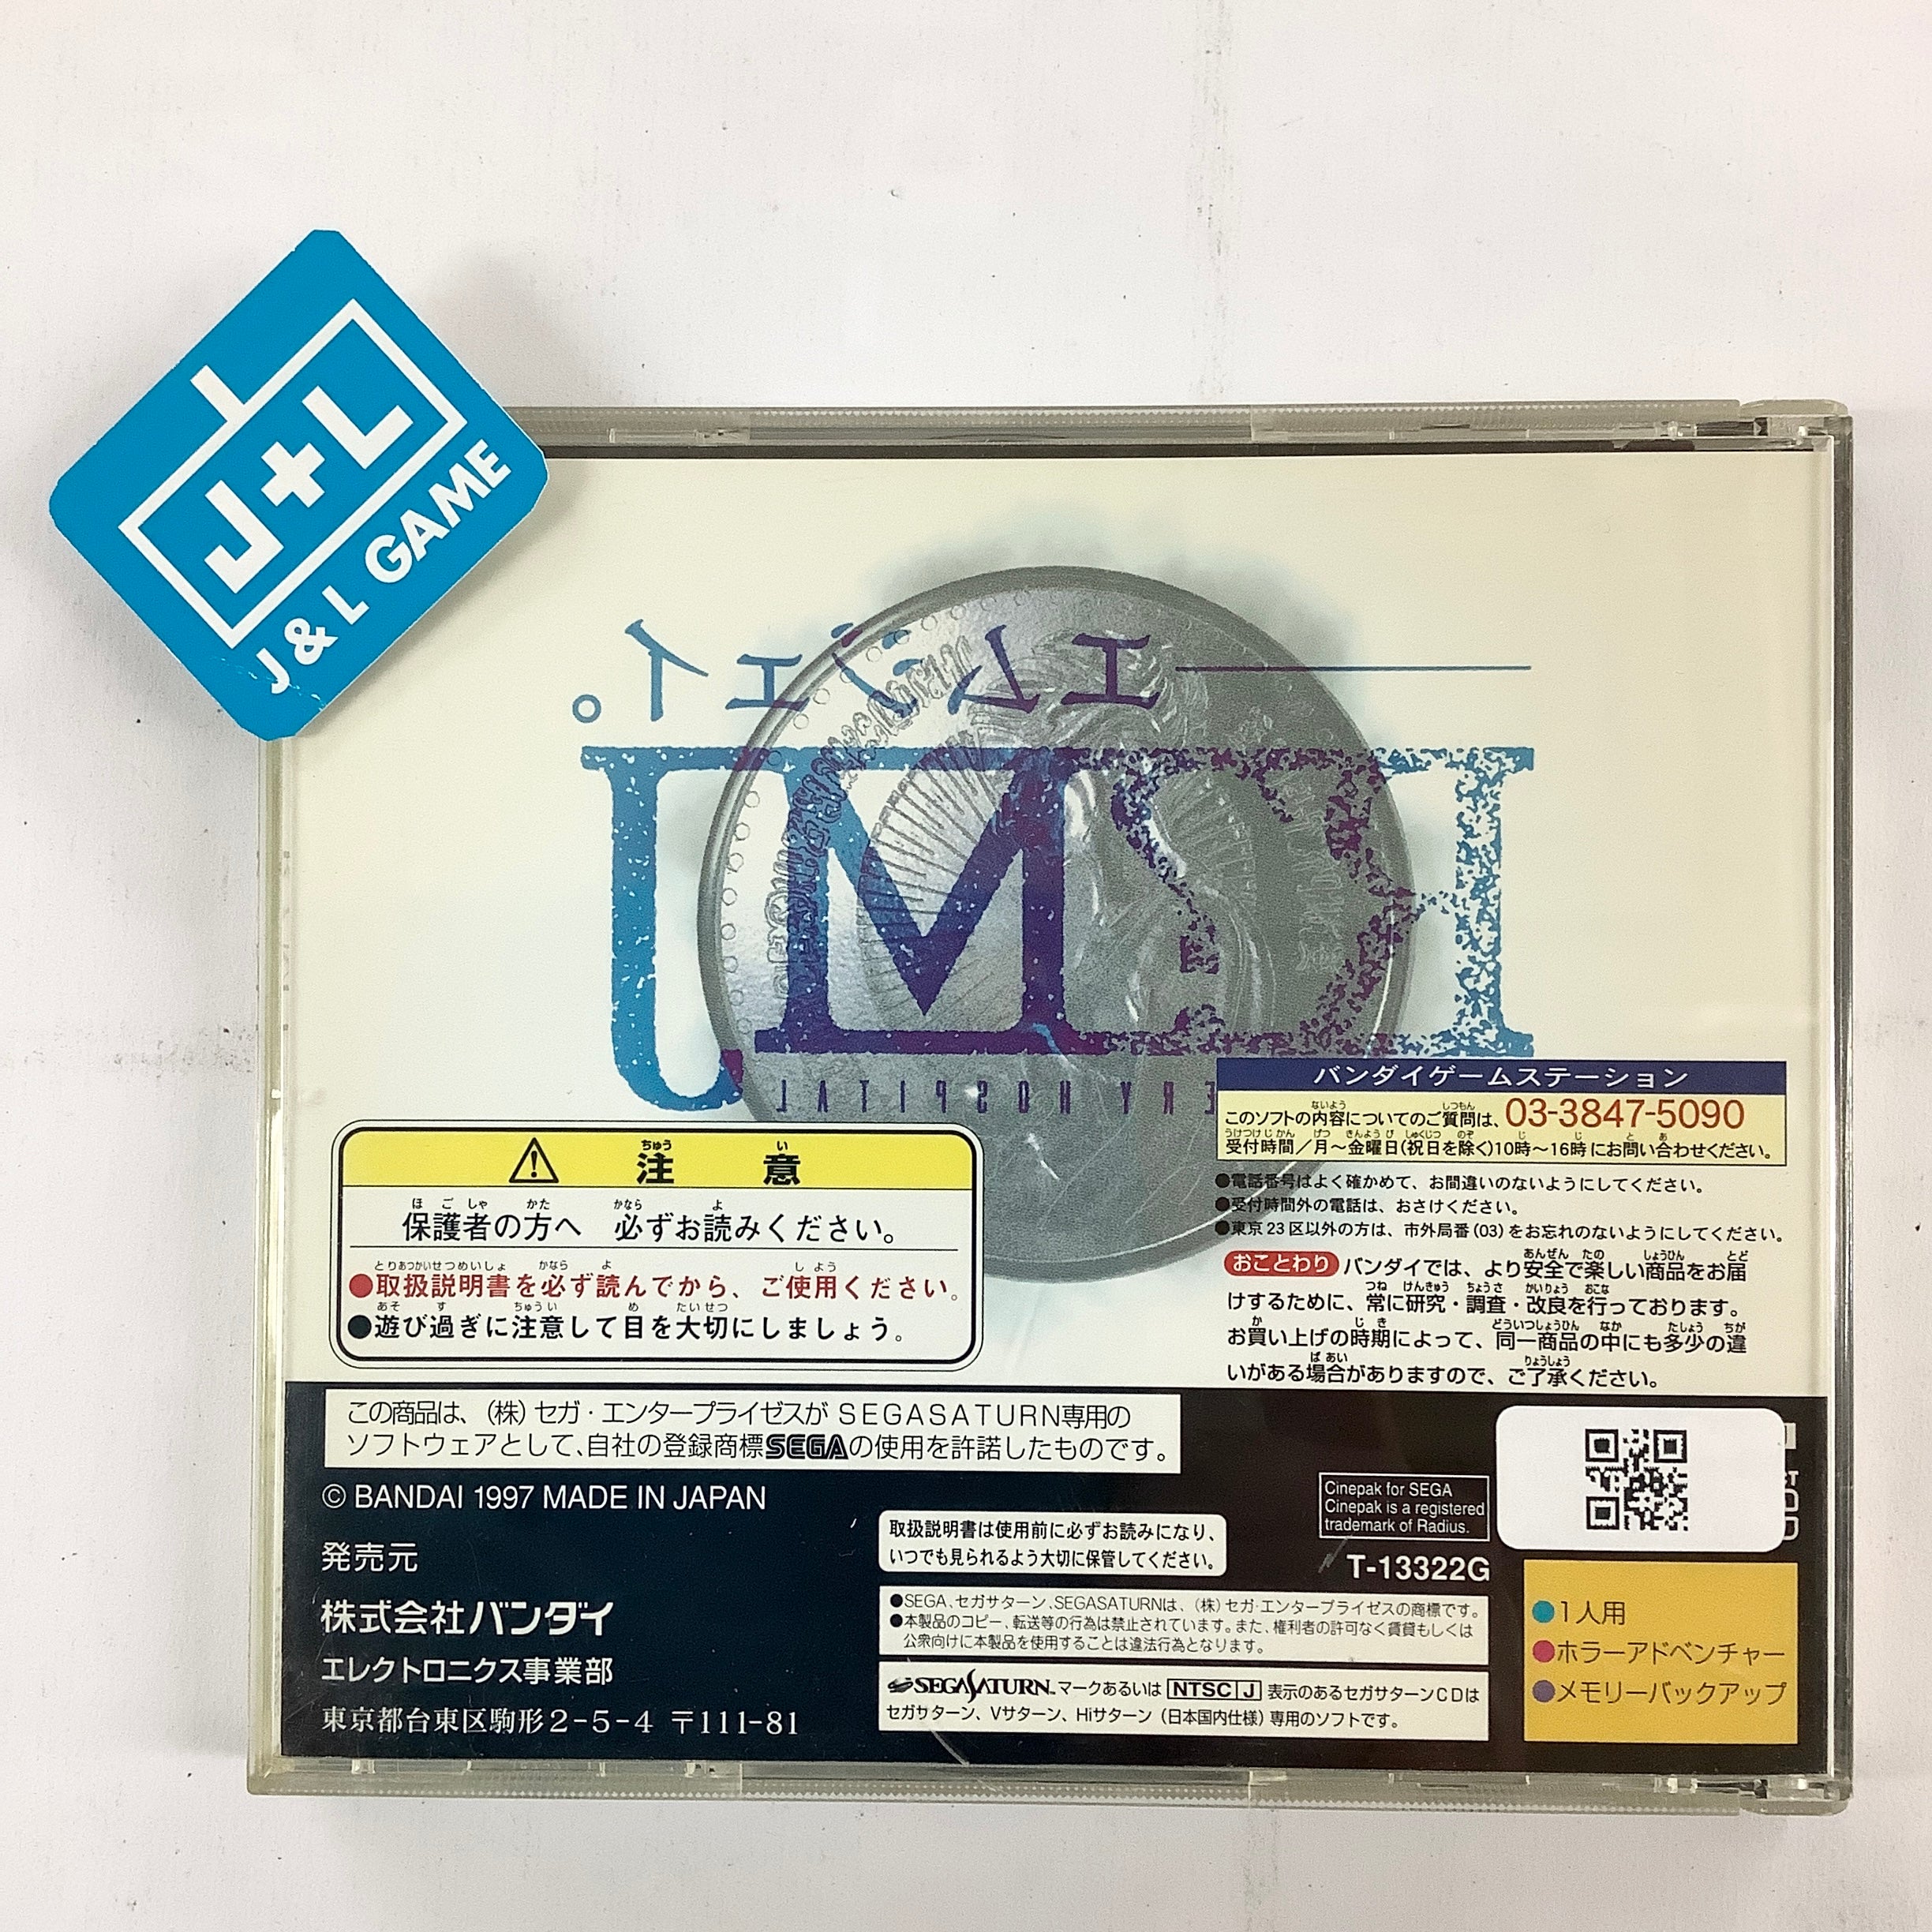 J+L
J & L GAME
エムジェイ。
ERY HOSPITAL
バンダイゲームステーション
このソフトの内容についてのご質問は、03-3847-5090
受付時間/月～金曜日(祝日を除く)10時～16時にお問い合わせください。
●電話番号はよく確かめて、お間違いのないようにしてください。
●受付時間外の電話は、おさけください。
●東京23区以外の方は、市外局番(03)をお忘れのないようにしてください。
おことわり バンダイでは、より安全で楽しい商品をお届
けするために、常に研究・調査・改良を行っております。
お買い上げの時期によって、同一商品の中にも多少の違
いがある場合がありますので、ご了承ください。
注意
保護者の方へ 必ずお読みください。
●取扱説明書を必ず読んでから、ご使用ください。
●遊び過ぎに注意して目を大切にしましょう。
この商品は、(株)セガ・エンタープライゼスがSEGASATURN専用の
ソフトウェアとして、自社の登録商標SEGAの使用を許諾したものです。
© BANDAI 1997 MADE IN JAPAN
発売元
株式会社バンダイ
エレクトロニクス事業部
東京都台東区駒形2-5-4 〒111-81
取扱説明書は使用前に必ずお読みになり、
いつでも見られるよう大切に保管してください。
Cinepak for SEGA
Cinepak is a registered
trademark of Radius.
T-13322G
●SEGA、セガサターン、SEGASATURNは、(株)セガ・エンタープライゼスの商標です。
●本製品のコピー、転送等の行為は禁止されています。また、権利者の許可なく賃貸もしくは
公衆向けに本製品を使用することは違法行為となります。
SEGA SATURN™マークあるいは NTSC J 表示のあるセガサターンCDは
セガサターン、Vサターン、Hiサターン(日本国内仕様)専用のソフトです。
●1人用
●ホラーアドベンチャー
●メモリーバックアップ